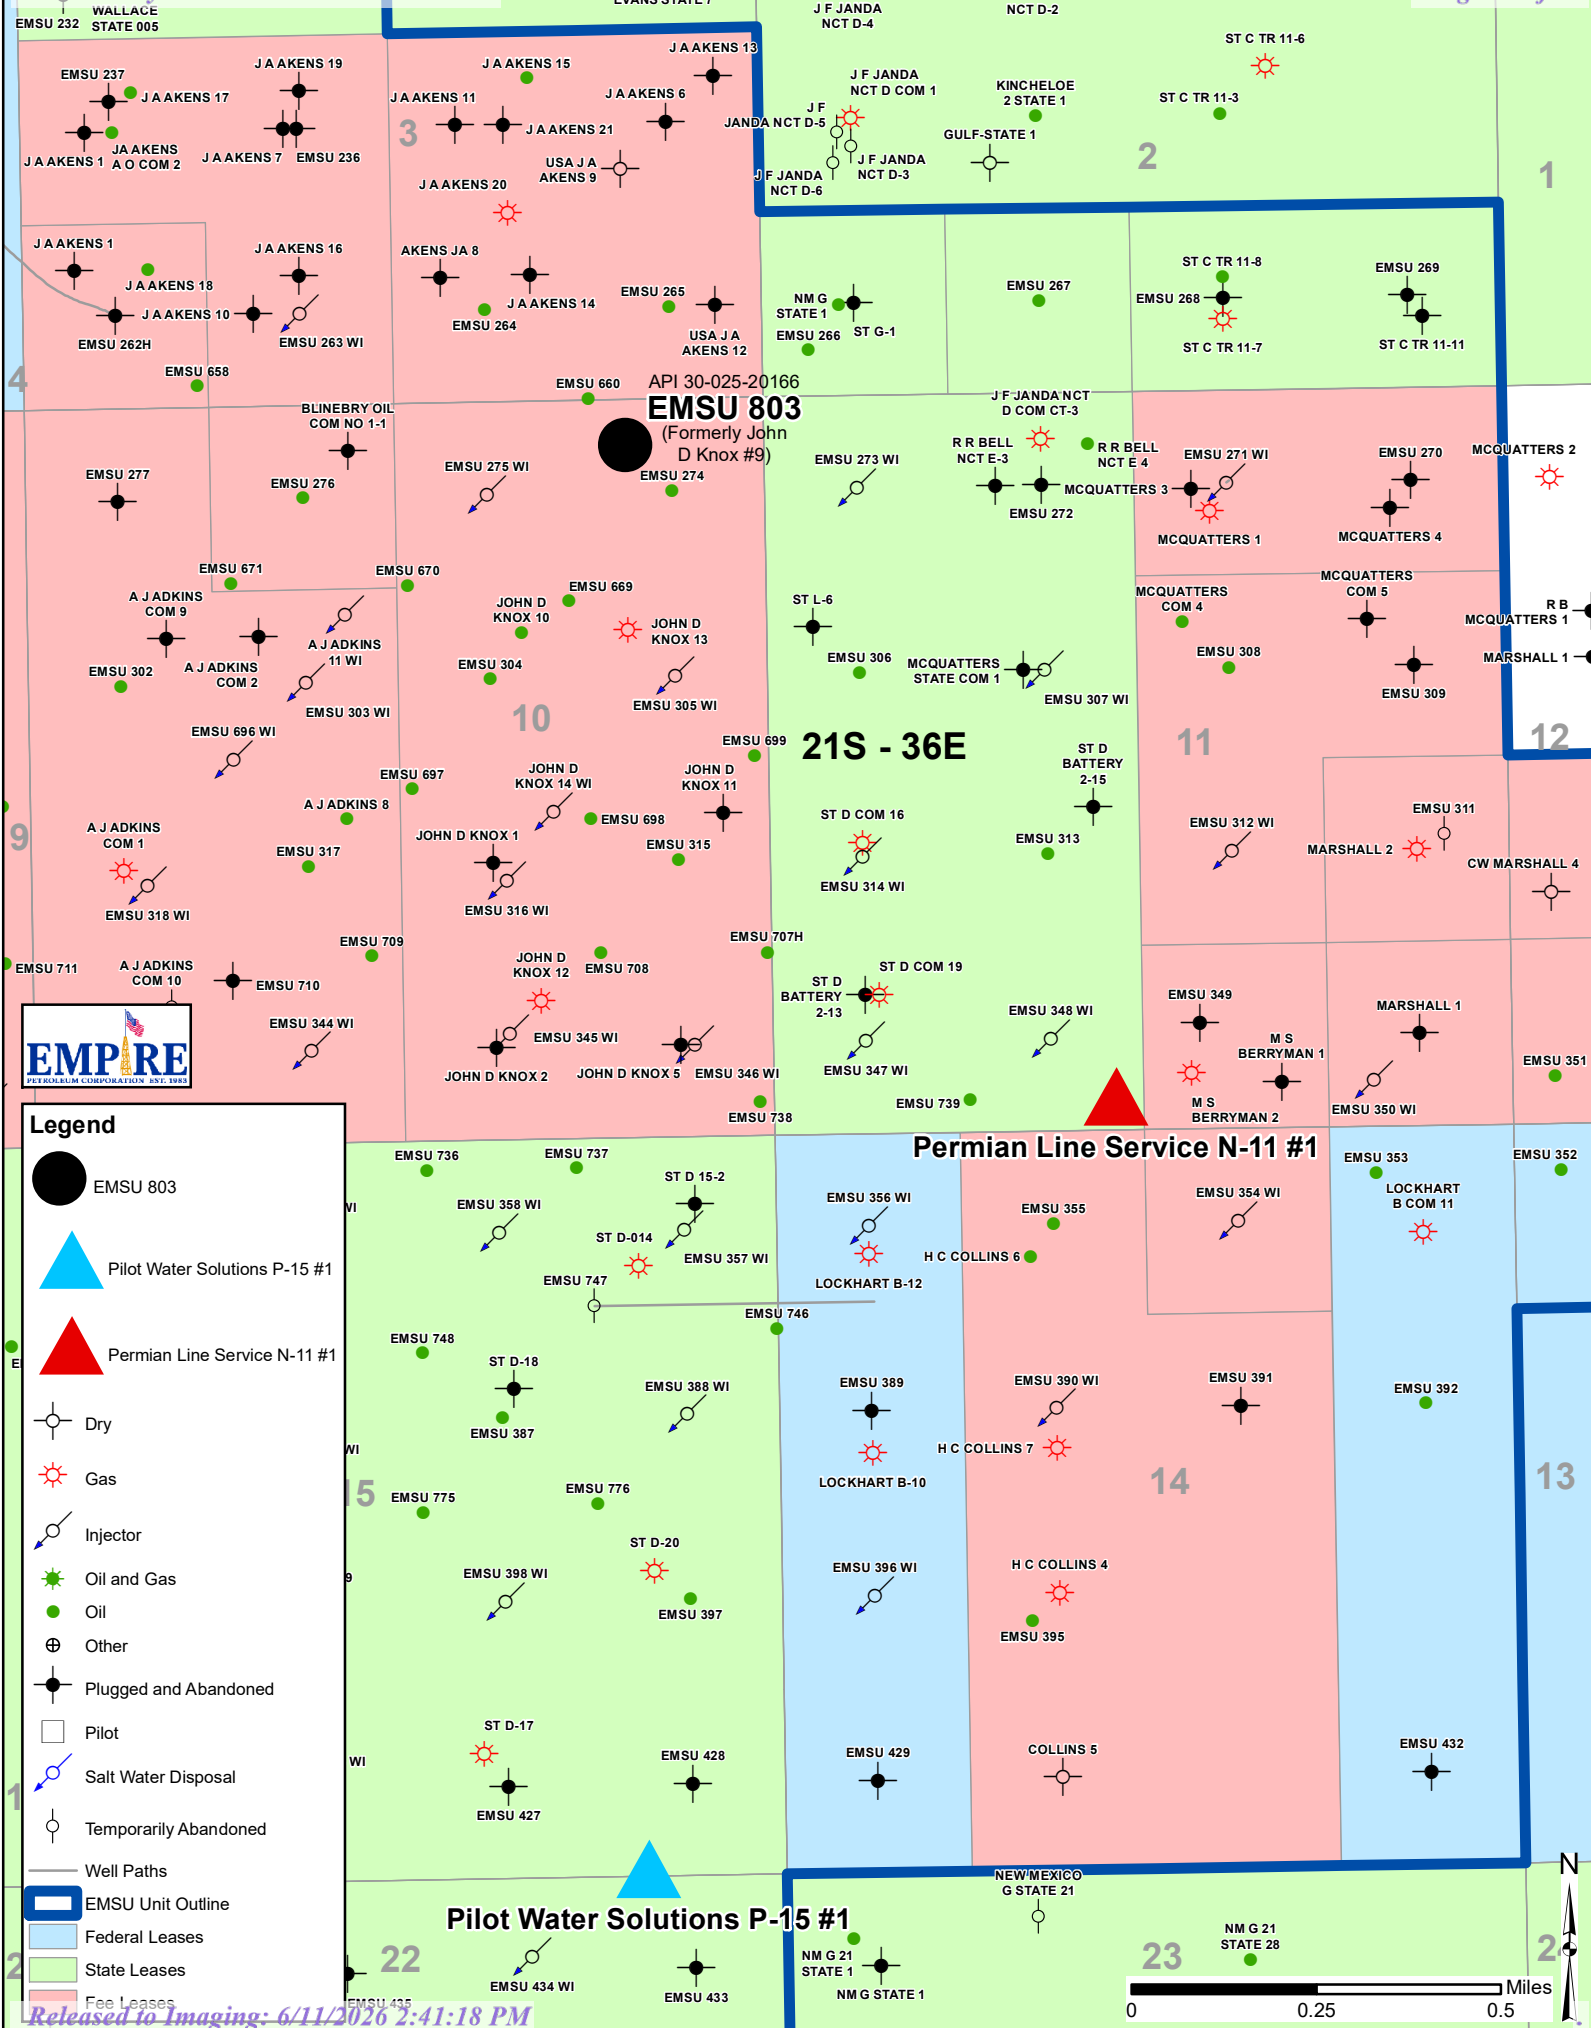 EMSU 232
WALLACE
STATE 005
EVANS STATE 7
J F JANDA
NCT D-4
NCT D-2
EMSU 237
J A AKENS 17
J A AKENS 19
J A AKENS 1
JA AKENS
A O COM 2
J A AKENS 7
EMSU 236
J A AKENS 13
J A AKENS 15
J A AKENS 11
J A AKENS 6
3
J A AKENS 21
USA J A
AKENS 9
J A AKENS 20
ST C TR 11-6
J F JANDA
NCT D COM 1
J F
JANDA NCT D-5
KINCHELOE
2 STATE 1
ST C TR 11-3
GULF-STATE 1
2
J F JANDA
NCT D-3
J F JANDA
NCT D-6
1
J A AKENS 1
J A AKENS 18
J A AKENS 16
J A AKENS 10
EMSU 262H
EMSU 263 WI
EMSU 658
4
AKENS JA 8
J A AKENS 14
EMSU 264
EMSU 265
USA J A
AKENS 12
NM G
STATE 1
EMSU 266
ST G-1
EMSU 267
ST C TR 11-8
EMSU 268
ST C TR 11-7
EMSU 269
ST C TR 11-11
EMSU 660
API 30-025-20166
EMSU 803
(Formerly John
D Knox #9)
BLINEBRY OIL
COM NO 1-1
EMSU 277
EMSU 276
EMSU 275 WI
EMSU 274
EMSU 273 WI
J F JANDA NCT
D COM CT-3
R R BELL
NCT E-3
R R BELL
NCT E 4
EMSU 272
MCQUATTERS 3
EMSU 271 WI
MCQUATTERS 1
EMSU 270
MCQUATTERS 4
MCQUATTERS 2
EMSU 671
EMSU 670
A J ADKINS
COM 9
A J ADKINS
COM 2
A J ADKINS
11 WI
EMSU 302
EMSU 303 WI
EMSU 669
JOHN D
KNOX 10
JOHN D
KNOX 13
EMSU 304
EMSU 305 WI
10
ST L-6
EMSU 306
MCQUATTERS
STATE COM 1
EMSU 307 WI
MCQUATTERS
COM 4
MCQUATTERS
COM 5
EMSU 308
EMSU 309
R B
MCQUATTERS 1
MARSHALL 1
11
12
21S - 36E
EMSU 696 WI
EMSU 697
EMSU 699
JOHN D
KNOX 14 WI
JOHN D
KNOX 11
EMSU 698
A J ADKINS 8
9
A J ADKINS
COM 1
EMSU 317
EMSU 318 WI
JOHN D KNOX 1
EMSU 316 WI
EMSU 315
ST D COM 16
EMSU 314 WI
ST D
BATTERY
2-15
EMSU 313
EMSU 312 WI
EMSU 311
MARSHALL 2
CW MARSHALL 4
EMSU 709
EMSU 711
A J ADKINS
COM 10
EMSU 710
EMSU 344 WI
EMSU 707H
JOHN D
KNOX 12
EMSU 708
EMSU 345 WI
JOHN D KNOX 2
JOHN D KNOX 5
EMSU 346 WI
EMSU 738
ST D COM 19
ST D
BATTERY
2-13
EMSU 347 WI
EMSU 348 WI
EMSU 739
EMSU 349
M S
BERRYMAN 1
M S
BERRYMAN 2
MARSHALL 1
EMSU 350 WI
EMSU 351
EMPIRE
PETROLEUM CORPORATION EST. 1983
Permian Line Service N-11 #1
EMSU 736
EMSU 737
ST D 15-2
EMSU 358 WI
ST D-014
EMSU 357 WI
EMSU 747
EMSU 746
EMSU 356 WI
LOCKHART B-12
EMSU 355
H C COLLINS 6
EMSU 354 WI
EMSU 353
LOCKHART
B COM 11
EMSU 352
WI
EMSU 748
ST D-18
EMSU 387
EMSU 388 WI
EMSU 389
LOCKHART B-10
EMSU 390 WI
H C COLLINS 7
EMSU 391
EMSU 392
WI
15
14
13
EMSU 775
EMSU 776
ST D-20
EMSU 398 WI
EMSU 397
EMSU 396 WI
H C COLLINS 4
EMSU 395
9
ST D-17
EMSU 427
EMSU 428
EMSU 429
COLLINS 5
EMSU 432
WI
Pilot Water Solutions P-15 #1
22
EMSU 434 WI
EMSU 433
EMSU 435
NM G 21
STATE 1
NM G STATE 1
NEW MEXICO
G STATE 21
NM G 21
STATE 28
23
N
Miles
0
0.25
0.5
Legend
EMSU 803
Pilot Water Solutions P-15 #1
Permian Line Service N-11 #1
Dry
Gas
Injector
Oil and Gas
Oil
Other
Plugged and Abandoned
Pilot
Salt Water Disposal
Temporarily Abandoned
Well Paths
EMSU Unit Outline
Federal Leases
State Leases
Fee Leases
Released to Imaging: 6/11/2026 2:41:18 PM